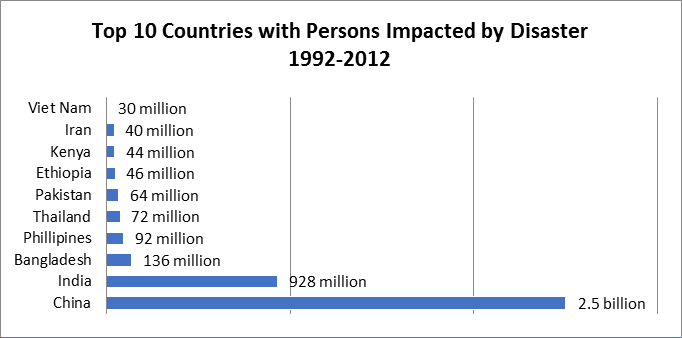 Top 10 Countries with Persons Impacted by Disaster
1992-2012
Viet Nam 30 million
Iran 40 million
Kenya 44 million
Ethiopia 46 million
Pakistan 64 million
Thailand 72 million
Phillipines 92 million
Bangladesh 136 million
India 928 million
China 2.5 billion